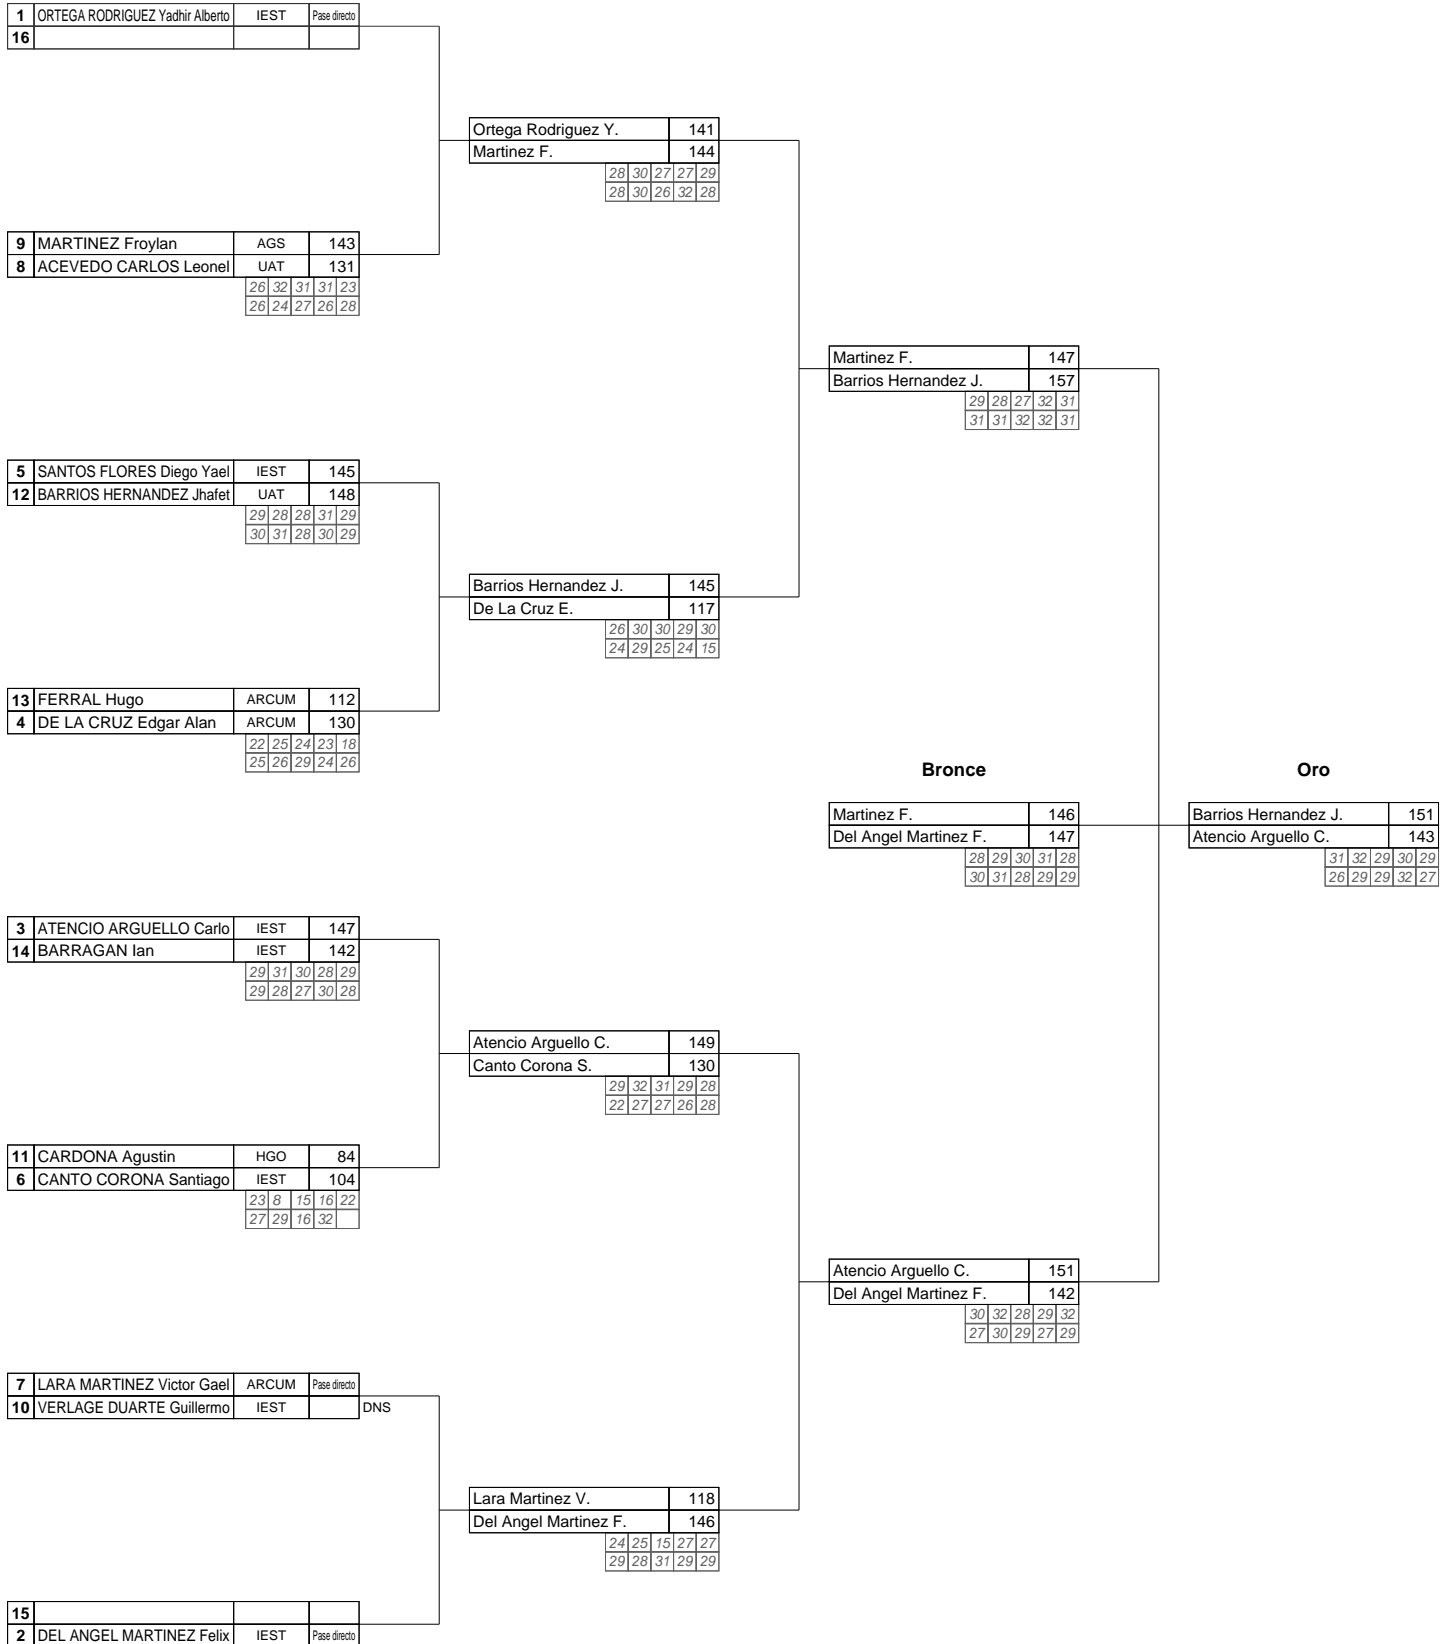 1 ORTEGA RODRIGUEZ Yadhir Alberto IEST Pase directo
16
Ortega Rodriguez Y. 141
Martinez F. 144
28 30 27 27 29
28 30 26 32 28
9 MARTINEZ Froylan AGS 143
8 ACEVEDO CARLOS Leonel UAT 131
26 32 31 31 23
26 24 27 26 28
Martinez F. 147
Barrios Hernandez J. 157
29 28 27 32 31
31 31 32 32 31
5 SANTOS FLORES Diego Yael IEST 145
12 BARRIOS HERNANDEZ Jhafet UAT 148
29 28 28 31 29
30 31 28 30 29
Barrios Hernandez J. 145
De La Cruz E. 117
26 30 30 29 30
24 29 25 24 15
13 FERRAL Hugo ARCUM 112
4 DE LA CRUZ Edgar Alan ARCUM 130
22 25 24 23 18
25 26 29 24 26
Bronce Oro
Martinez F. 146 Barrios Hernandez J. 151
Del Angel Martinez F. 147 Atencio Arguello C. 143
28 29 30 31 28 31 32 29 30 29
30 31 28 29 29 26 29 29 32 27
3 ATENCIO ARGUELLO Carlo IEST 147
14 BARRAGAN Ian IEST 142
29 31 30 28 29
29 28 27 30 28
Atencio Arguello C. 149
Canto Corona S. 130
29 32 31 29 28
22 27 27 26 28
11 CARDONA Agustin HGO 84
6 CANTO CORONA Santiago IEST 104
23 8 15 16 22
27 29 16 32
Atencio Arguello C. 151
Del Angel Martinez F. 142
30 32 28 29 32
27 30 29 27 29
7 LARA MARTINEZ Victor Gael ARCUM Pase directo
10 VERLAGE DUARTE Guillermo IEST DNS
Lara Martinez V. 118
Del Angel Martinez F. 146
24 25 15 27 27
29 28 31 29 29
15
2 DEL ANGEL MARTINEZ Felix IEST Pase directo